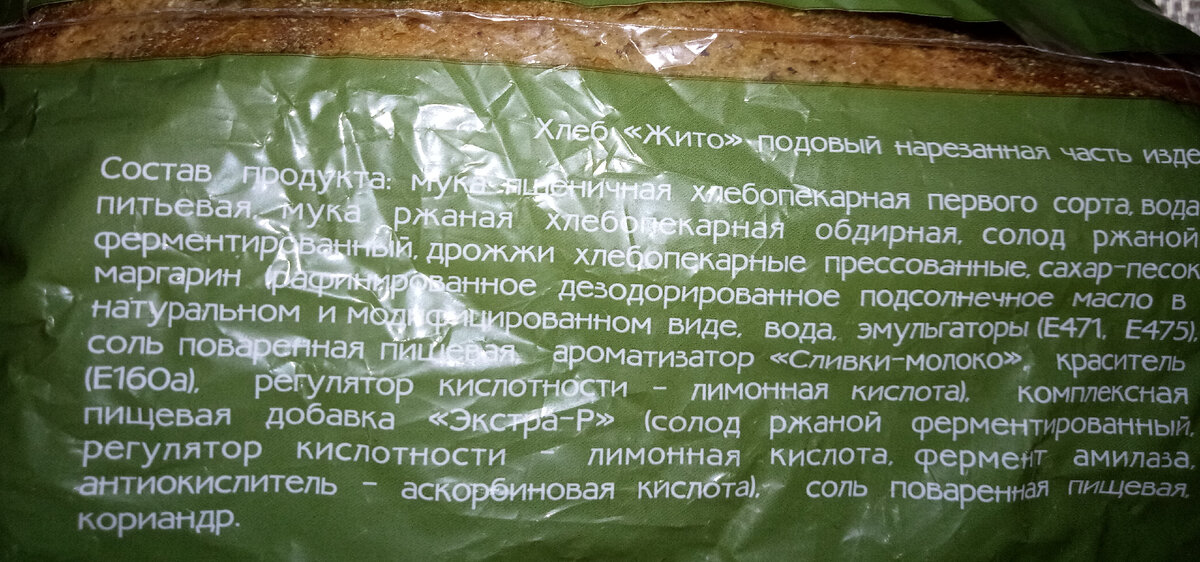 Хлеб «Жито» подовый нарезанная часть изде
Состав продукта: мука пшеничная хлебопекарная первого сорта, вода
питьевая, мука ржаная хлебопекарная обдирная, солод ржаной
ферментированный, дрожжи хлебопекарные прессованные, сахар-песок
маргарин (рафинированное дезодорированное подсолнечное масло в
натуральном и модифицированном виде, вода, эмульгаторы (Е471, Е475),
соль поваренная пищевая, ароматизатор «Сливки-молоко» краситель
(Е160а), регулятор кислотности – лимонная кислота), комплексная
пищевая добавка «Экстра-Р» (солод ржаной ферментированный,
регулятор кислотности - лимонная кислота, фермент амилаза,
антиокислитель – аскорбиновая кислота), соль поваренная пищевая,
кориандр.